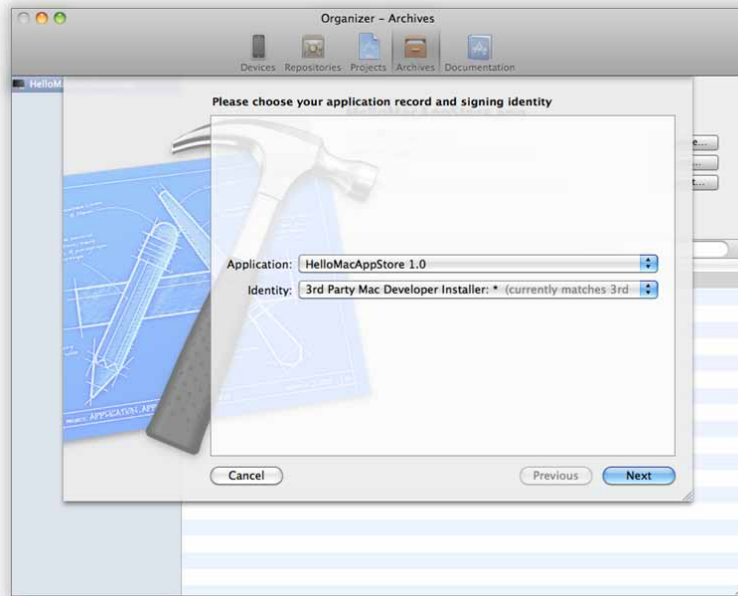 Organizer – Archives
Devices Repositories Projects Archives Documentation
HelloM
Please choose your application record and signing identity
e...
...
t...
Application: HelloMacAppStore 1.0
Identity: 3rd Party Mac Developer Installer: * (currently matches 3rd
Cancel Previous Next